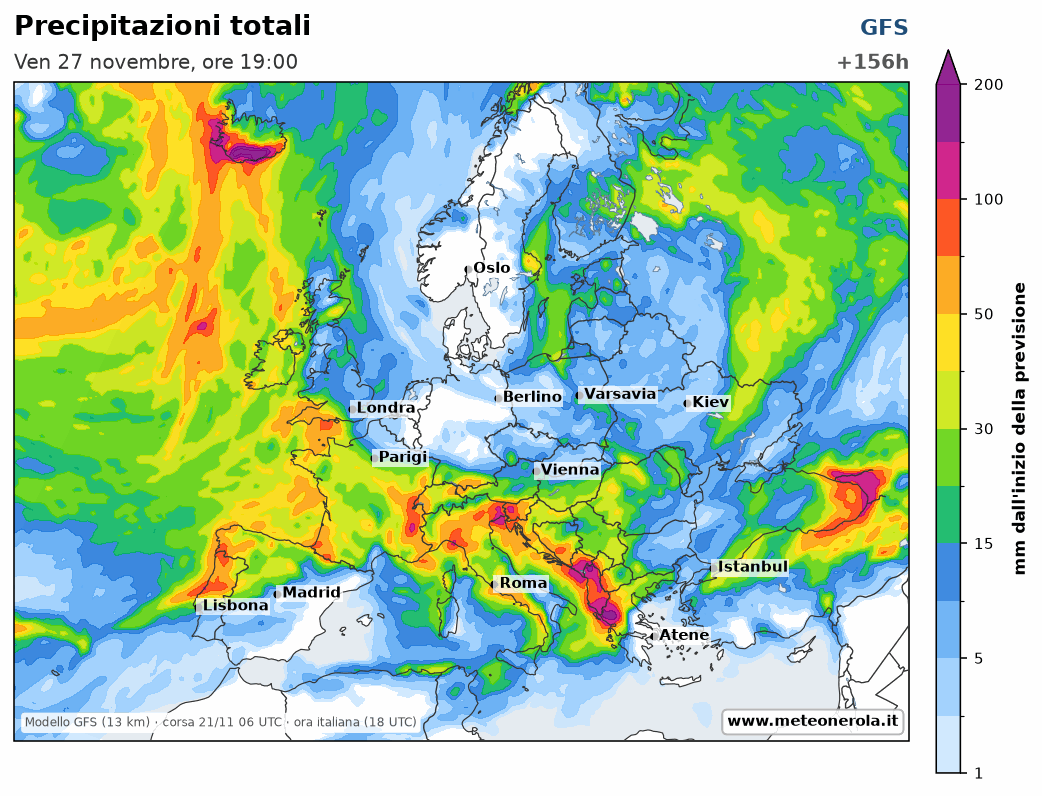 Precipitazioni totali
GFS
Ven 27 novembre, ore 19:00
+156h
200
100
50
30
15
5
1
mm dall'inizio della previsione
Oslo
Berlino
Varsavia
Kiev
Londra
Parigi
Vienna
Istanbul
Roma
Madrid
Lisbona
Atene
Modello GFS (13 km) · corsa 21/11 06 UTC · ora italiana (18 UTC)
www.meteonerola.it